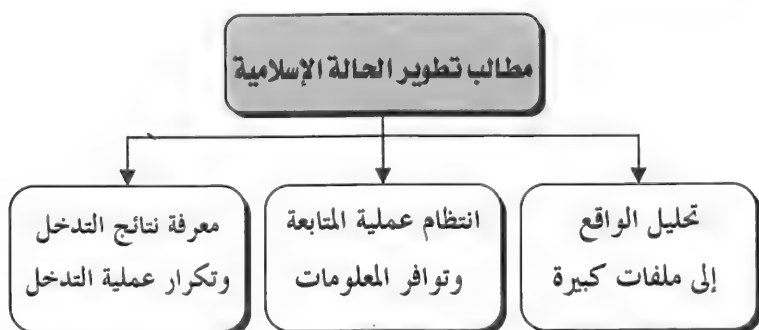 مطالب تطوير الحالة الإسلامية
تحليل الواقع
إلى ملفات كبيرة
انتظام عملية المتابعة
وتوافر المعلومات
معرفة نتائج التدخل
وتكرار عملية التدخل